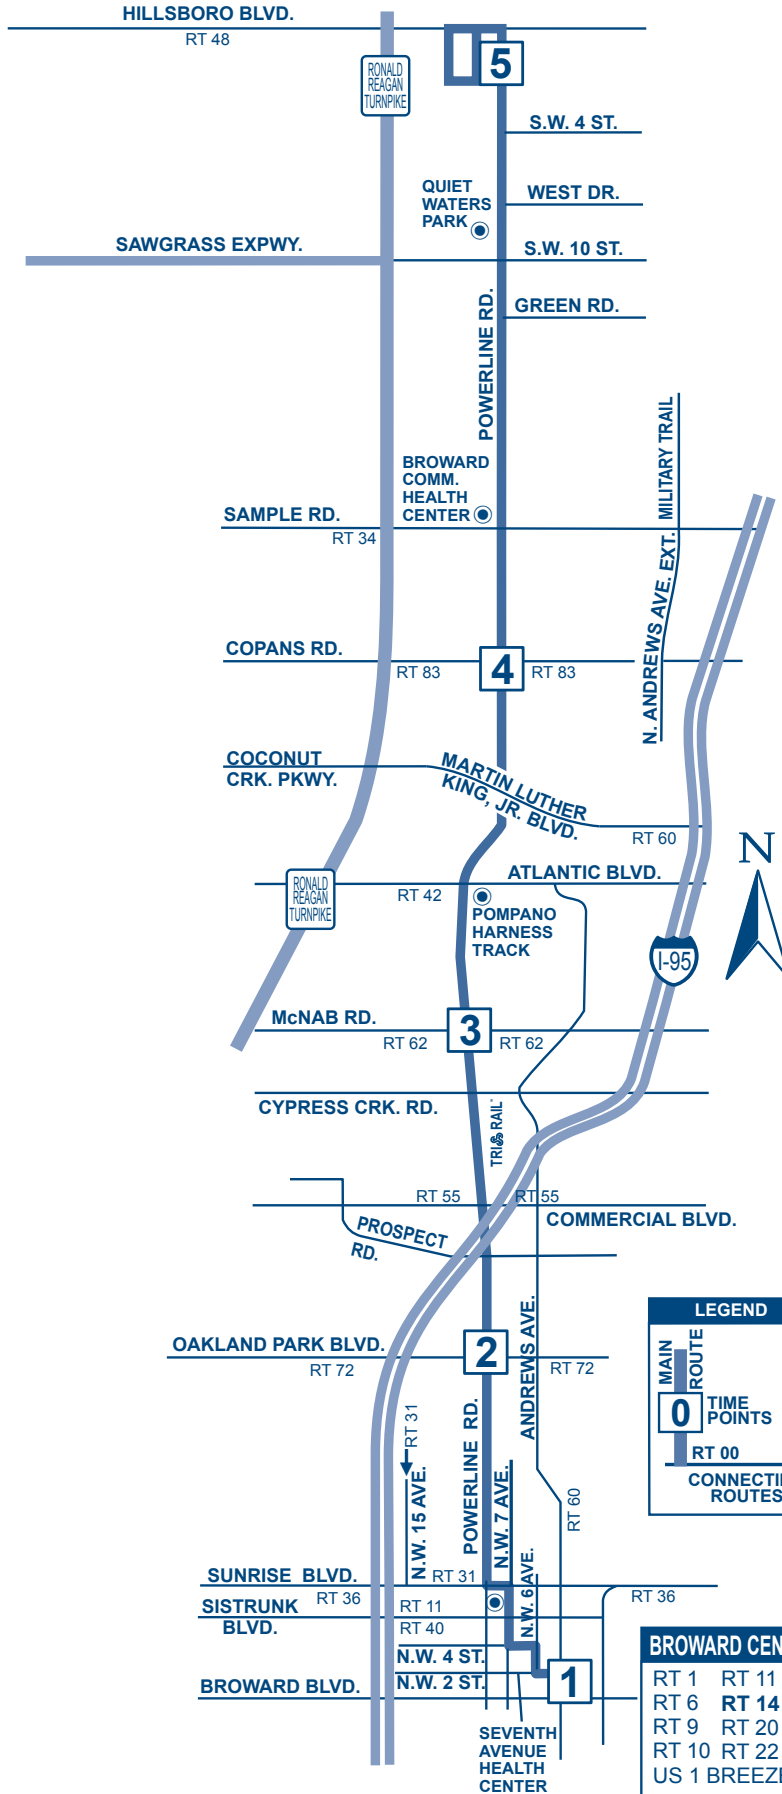 HILLSBORO BLVD.
RT 48
RONALD
REAGAN
TURNPIKE
5
S.W. 4 ST.
QUIET
WATERS
PARK
WEST DR.
SAWGRASS EXPWY.
S.W. 10 ST.
GREEN RD.
POWERLINE RD.
MILITARY TRAIL
BROWARD
COMM.
HEALTH
CENTER
SAMPLE RD.
RT 34
N. ANDREWS AVE. EXT.
COPANS RD.
RT 83
4
RT 83
COCONUT
CRK. PKWY.
MARTIN LUTHER
KING, JR. BLVD.
RT 60
N
ATLANTIC BLVD.
RONALD
REAGAN
TURNPIKE
RT 42
POMPANO
HARNESS
TRACK
I-95
McNAB RD.
RT 62
3
RT 62
CYPRESS CRK. RD.
TRI RAIL
RT 55
RT 55
COMMERCIAL BLVD.
PROSPECT
RD.
ANDREWS AVE.
OAKLAND PARK BLVD.
RT 72
2
RT 72
LEGEND
MAIN
ROUTE
0
TIME
POINTS
RT 00
CONNECTI
ROUTES
RT 31
N.W. 15 AVE.
POWERLINE RD.
N.W. 7 AVE.
RT 60
SUNRISE BLVD.
RT 31
RT 36
RT 36
N.W. 6 AVE.
SISTRUNK
BLVD.
RT 11
RT 40
N.W. 4 ST.
N.W. 2 ST.
BROWARD BLVD.
1
SEVENTH
AVENUE
HEALTH
CENTER
BROWARD CEN
RT 1 RT 11
RT 6 RT 14
RT 9 RT 20
RT 10 RT 22
US 1 BREEZE